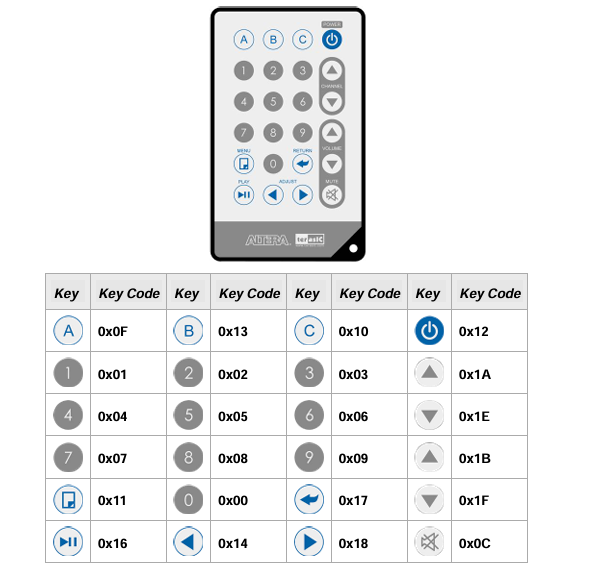 POWER
A B C
1 2 3
CHANNEL
4 5 6
7 8 9
VOLUME
MENU RETURN
0
PLAY ADJUST MUTE
ALTERA terasIC
Key Key Code Key Key Code Key Key Code Key Key Code
A 0x0F B 0x13 C 0x10 0x12
1 0x01 2 0x02 3 0x03 0x1A
4 0x04 5 0x05 6 0x06 0x1E
7 0x07 8 0x08 9 0x09 0x1B
0x11 0 0x00 0x17 0x1F
0x16 0x14 0x18 0x0C